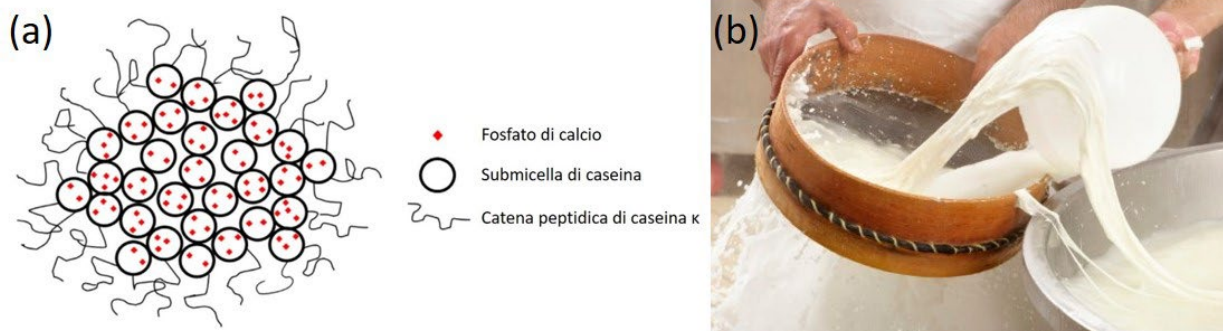 (a)
Fosfato di calcio
Submicella di caseina
Catena peptidica di caseina κ
(b)